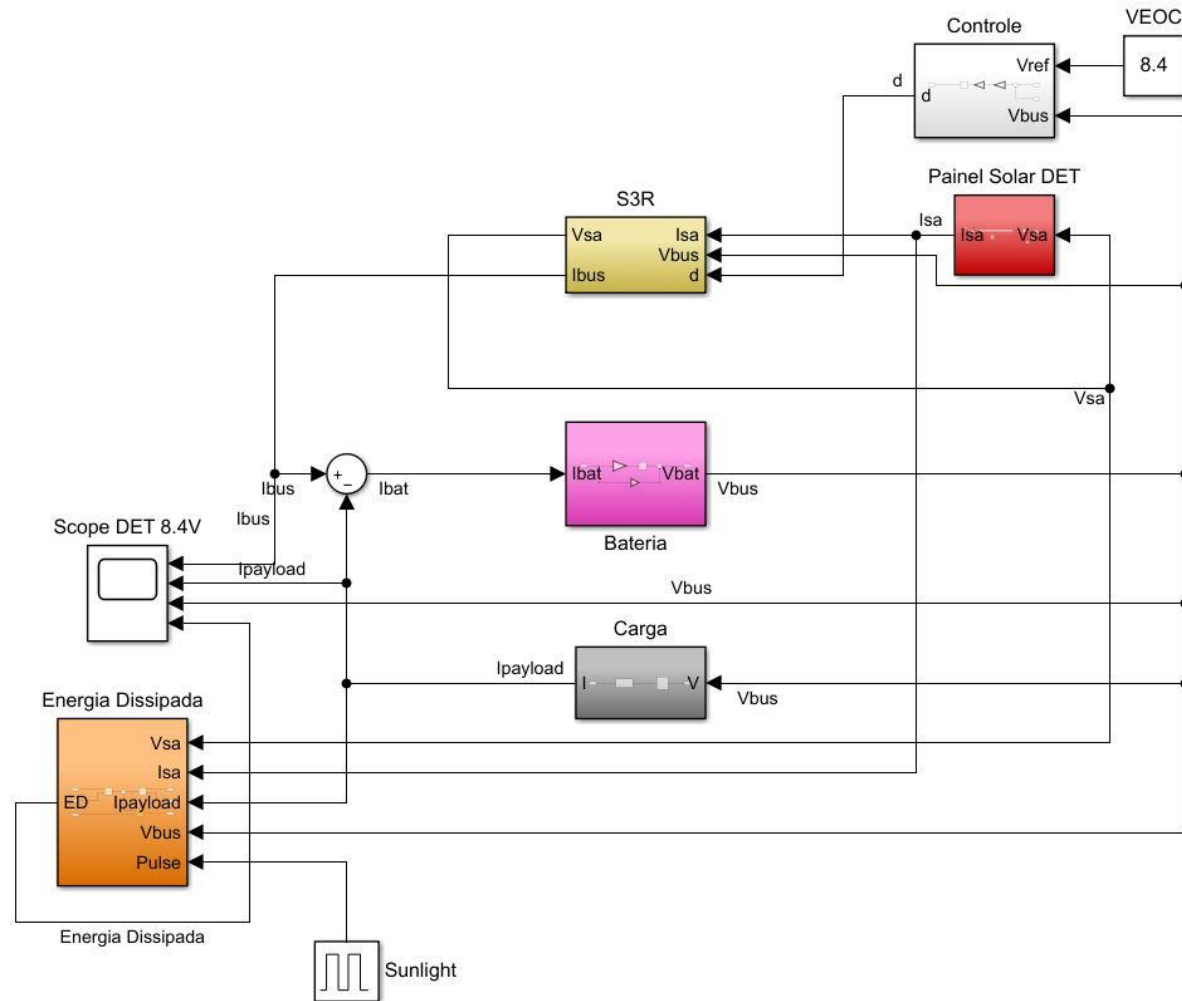 VEOC
Controle
8.4
Vref
d
d
Vbus
Painel Solar DET
S3R
Isa
Vsa
Isa
Isa
Vsa
Vbus
Ibus
d
Vsa
Ibat
Vbat
Ibus
Ibat
Vbus
Ibus
Scope DET 8.4V
Bateria
Ipayload
Vbus
Carga
Ipayload
I
V
Energia Dissipada
Vbus
Vsa
Isa
ED
Ipayload
Vbus
Pulse
Energia Dissipada
Sunlight
+
−